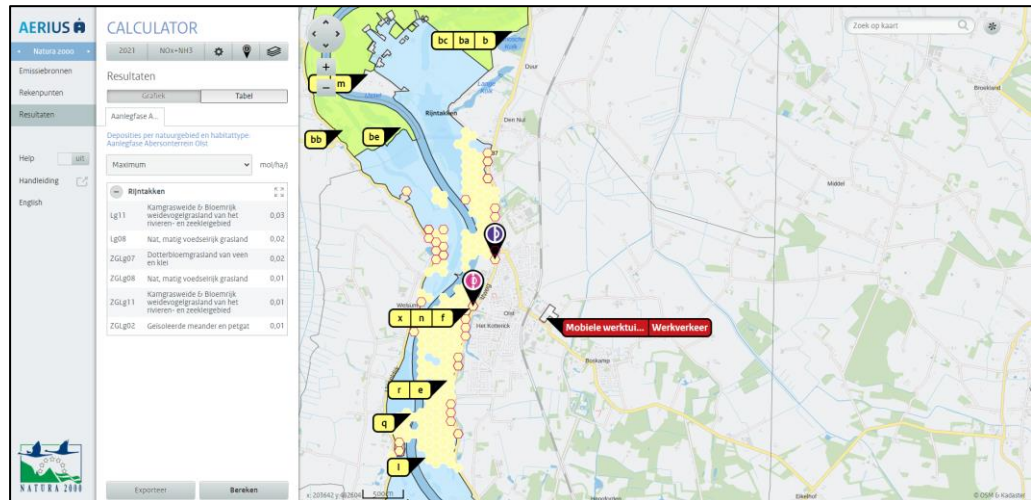 AERIUS
CALCULATOR
Natura 2000
2021
NOx+NH3
Emissiebronnen
Rekenpunten
Resultaten
Help
uit
Handleiding
English
NATURA 2000
Resultaten
Grafiek
Tabel
Aanlegfase A...
Deposities per natuurgebied en habitattype:
Aanlegfase Abersonterrein Olst
Maximum
mol/ha/j
Rijntakken
Lg11
Kamgrasweide & Bloemrijk
weidevogelgrasland van het
rivieren- en zeekleigebied
0,03
Lg08
Nat, matig voedselrijk grasland
0,02
ZGLg07
Dotterbloemgrasland van veen
en klei
0,02
ZGLg08
Nat, matig voedselrijk grasland
0,01
ZGLg11
Kamgrasweide & Bloemrijk
weidevogelgrasland van het
rivieren- en zeekleigebied
0,01
ZGLg02
Geïsoleerde meander en petgat
0,01
Exporteer
Bereken
Zoek op kaart
bc
ba
b
m
Duur
Rijntakken
Den Nul
Broekland
bb
be
Middel
x
n
f
Olst
Het Kotterick
Mobiele werktui...
Werkverkeer
Boskamp
r
e
q
l
Eikelhof
© OSM & Kadaster